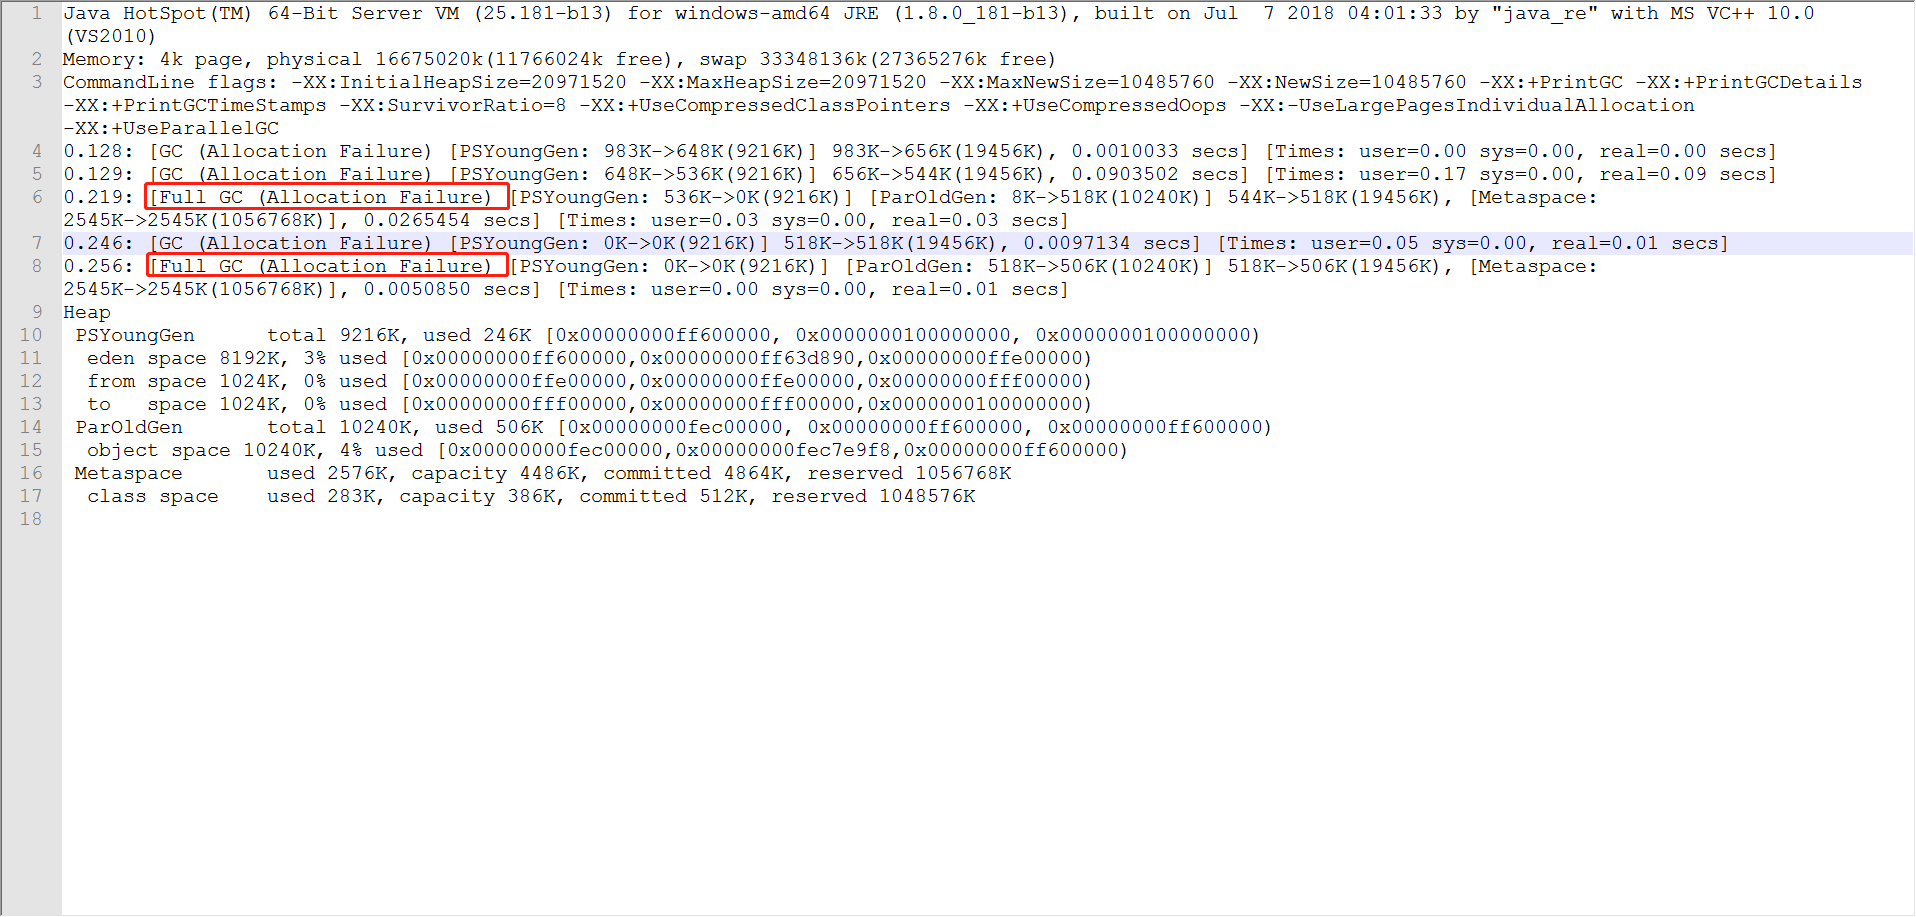 1 Java HotSpot(TM) 64-Bit Server VM (25.181-b13) for windows-amd64 JRE (1.8.0_181-b13), built on Jul  7 2018 04:01:33 by "java_re" with MS VC++ 10.0
(VS2010)
2 Memory: 4k page, physical 16675020k(11766024k free), swap 33348136k(27365276k free)
3 CommandLine flags: -XX:InitialHeapSize=20971520 -XX:MaxHeapSize=20971520 -XX:MaxNewSize=10485760 -XX:NewSize=10485760 -XX:+PrintGC -XX:+PrintGCDetails
-XX:+PrintGCTimeStamps -XX:SurvivorRatio=8 -XX:+UseCompressedClassPointers -XX:+UseCompressedOops -XX:-UseLargePagesIndividualAllocation
-XX:+UseParallelGC
4 0.128: [GC (Allocation Failure) [PSYoungGen: 983K->648K(9216K)] 983K->656K(19456K), 0.0010033 secs] [Times: user=0.00 sys=0.00, real=0.00 secs]
5 0.129: [GC (Allocation Failure) [PSYoungGen: 648K->536K(9216K)] 656K->544K(19456K), 0.0903502 secs] [Times: user=0.17 sys=0.00, real=0.09 secs]
6 0.219: [Full GC (Allocation Failure) [PSYoungGen: 536K->0K(9216K)] [ParOldGen: 8K->518K(10240K)] 544K->518K(19456K), [Metaspace:
2545K->2545K(1056768K)], 0.0265454 secs] [Times: user=0.03 sys=0.00, real=0.03 secs]
7 0.246: [GC (Allocation Failure) [PSYoungGen: 0K->0K(9216K)] 518K->518K(19456K), 0.0097134 secs] [Times: user=0.05 sys=0.00, real=0.01 secs]
8 0.256: [Full GC (Allocation Failure) [PSYoungGen: 0K->0K(9216K)] [ParOldGen: 518K->506K(10240K)] 518K->506K(19456K), [Metaspace:
2545K->2545K(1056768K)], 0.0050850 secs] [Times: user=0.00 sys=0.00, real=0.01 secs]
9 Heap
10  PSYoungGen      total 9216K, used 246K [0x00000000ff600000, 0x0000000100000000, 0x0000000100000000)
11   eden space 8192K, 3% used [0x00000000ff600000,0x00000000ff63d890,0x00000000ffe00000)
12   from space 1024K, 0% used [0x00000000ffe00000,0x00000000ffe00000,0x00000000fff00000)
13   to   space 1024K, 0% used [0x00000000fff00000,0x00000000fff00000,0x0000000100000000)
14  ParOldGen       total 10240K, used 506K [0x00000000fec00000, 0x00000000ff600000, 0x00000000ff600000)
15   object space 10240K, 4% used [0x00000000fec00000,0x00000000fec7e9f8,0x00000000ff600000)
16  Metaspace       used 2576K, capacity 4486K, committed 4864K, reserved 1056768K
17   class space    used 283K, capacity 386K, committed 512K, reserved 1048576K
18